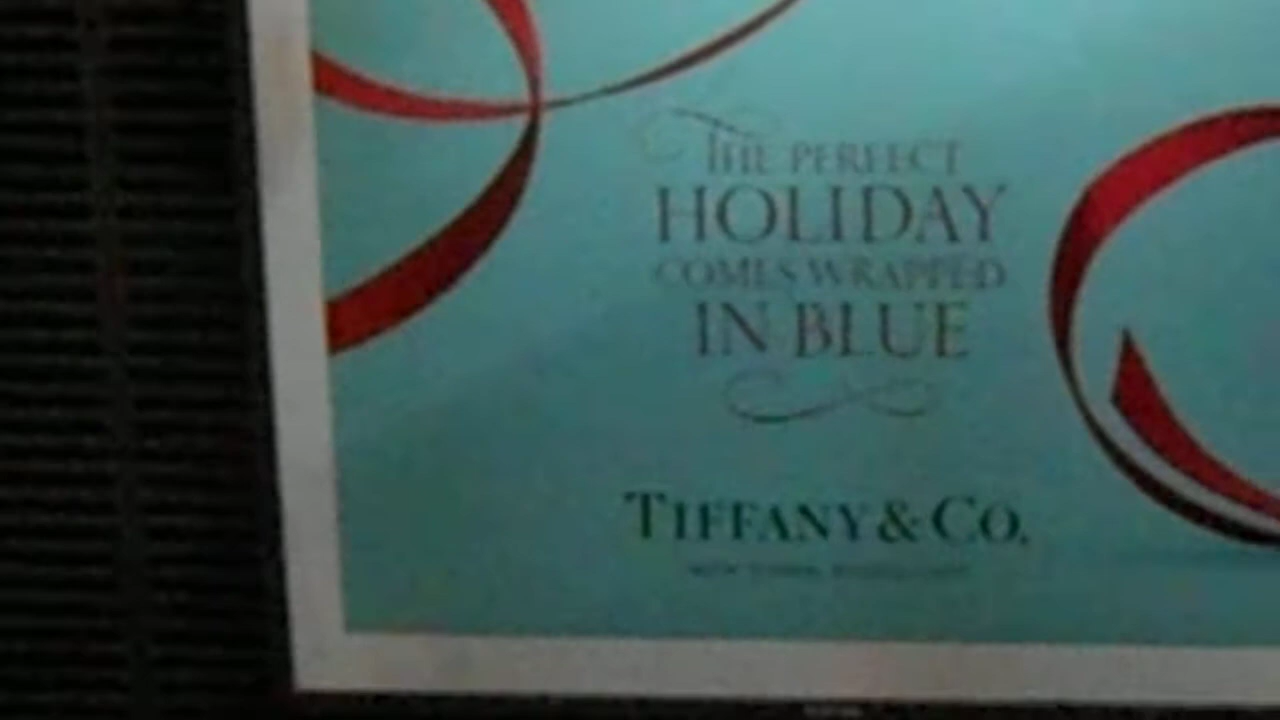 THE PERFECT
HOLIDAY
COMES WRAPPED
IN BLUE
TIFFANY & CO.